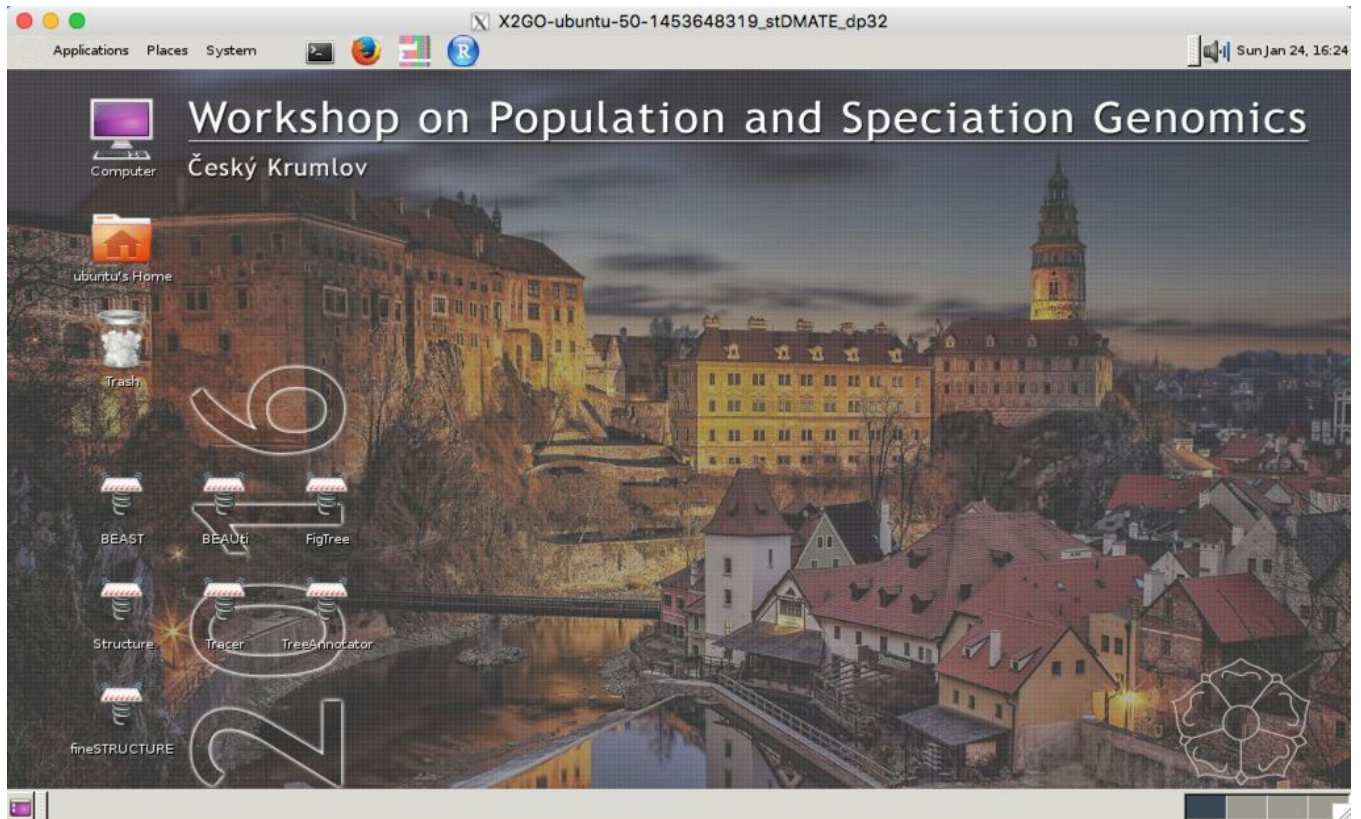 X2GO-ubuntu-50-1453648319_stDMATE_dp32
Applications Places System
R
Sun Jan 24, 16:24
Workshop on Population and Speciation Genomics
Český Krumlov
Computer
ubuntu's Home
Trash
2016
BEAST BEAUti FigTree
Structure Tracer TreeAnnotator
fineSTRUCTURE